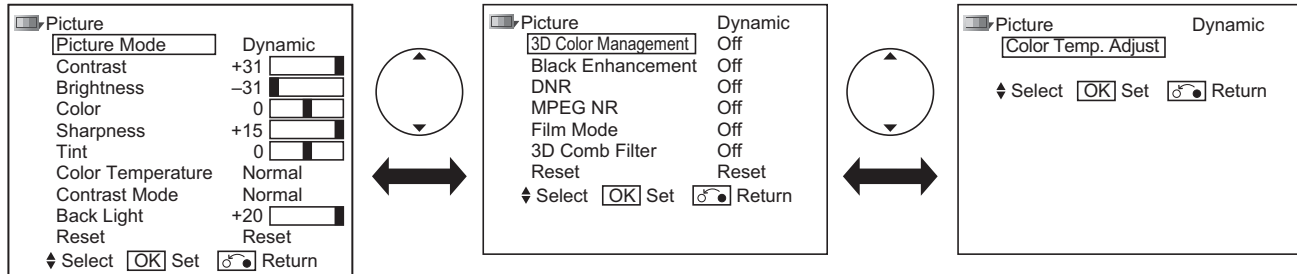 Picture
Picture Mode Dynamic
Contrast +31
Brightness –31
Color 0
Sharpness +15
Tint 0
Color Temperature Normal
Contrast Mode Normal
Back Light +20
Reset Reset
Select OK Set Return
Picture Dynamic
3D Color Management Off
Black Enhancement Off
DNR Off
MPEG NR Off
Film Mode Off
3D Comb Filter Off
Reset Reset
Select OK Set Return
Picture Dynamic
Color Temp. Adjust
Select OK Set Return